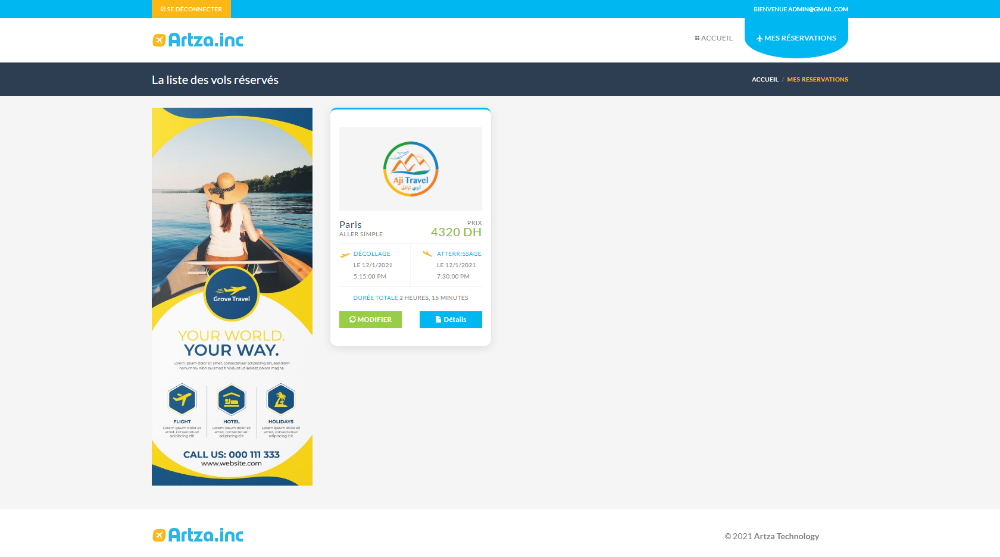 SE DÉCONNECTER
BIENVENUE ADMIN@GMAIL.COM
Artza.inc
ACCUEIL
MES RÉSERVATIONS
La liste des vols réservés
ACCUEIL / MES RÉSERVATIONS
Grove Travel
YOUR WORLD.
YOUR WAY.
Lorem ipsum dolor sit amet, consectetuer adipiscing elit, sed diam
nonummy nibh euismod tincidunt ut laoreet dolore magna
FLIGHT
Lorem ipsum dolor sit
amet, consectetuer
adipiscing elit
HOTEL
Lorem ipsum dolor sit
amet, consectetuer
adipiscing elit
HOLIDAYS
Lorem ipsum dolor sit
amet, consectetuer
adipiscing elit
CALL US: 000 111 333
www.website.com
Aji Travel
أجي ترافل
Paris
ALLER SIMPLE
PRIX
4320 DH
DÉCOLLAGE
LE 12/1/2021
5:15:00 PM
ATTERRISSAGE
LE 12/1/2021
7:30:00 PM
DURÉE TOTALE 2 HEURES, 15 MINUTES
MODIFIER
Détails
Artza.inc
© 2021 Artza Technology